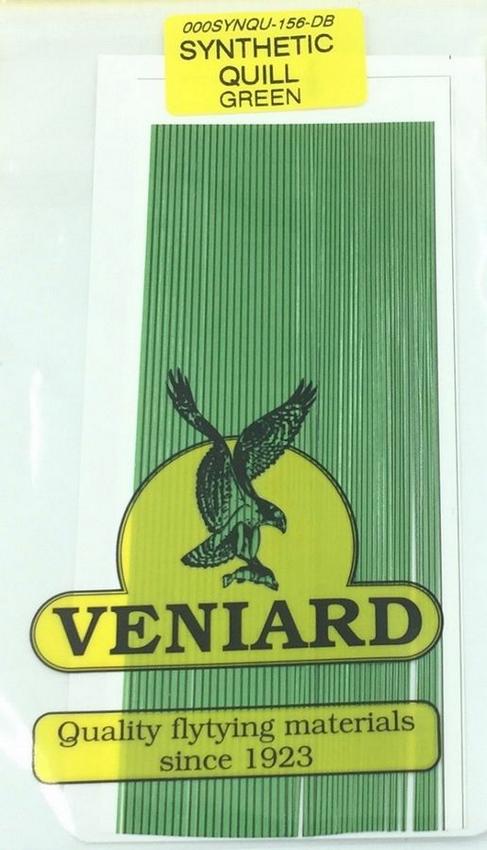 000SYNQU-156-DB
SYNTHETIC
QUILL
GREEN
VENIARD
Quality flytying materials
since 1923